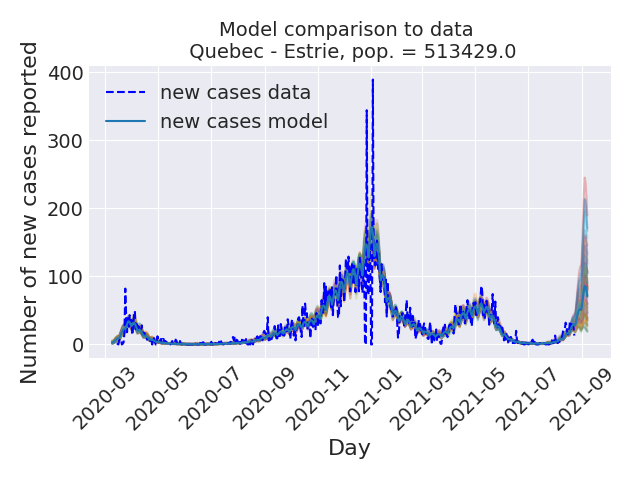 Model comparison to data
Quebec - Estrie, pop. = 513429.0
Number of new cases reported
400
300
200
100
0
new cases data
new cases model
2020-03
2020-05
2020-07
2020-09
2020-11
2021-01
2021-03
2021-05
2021-07
2021-09
Day